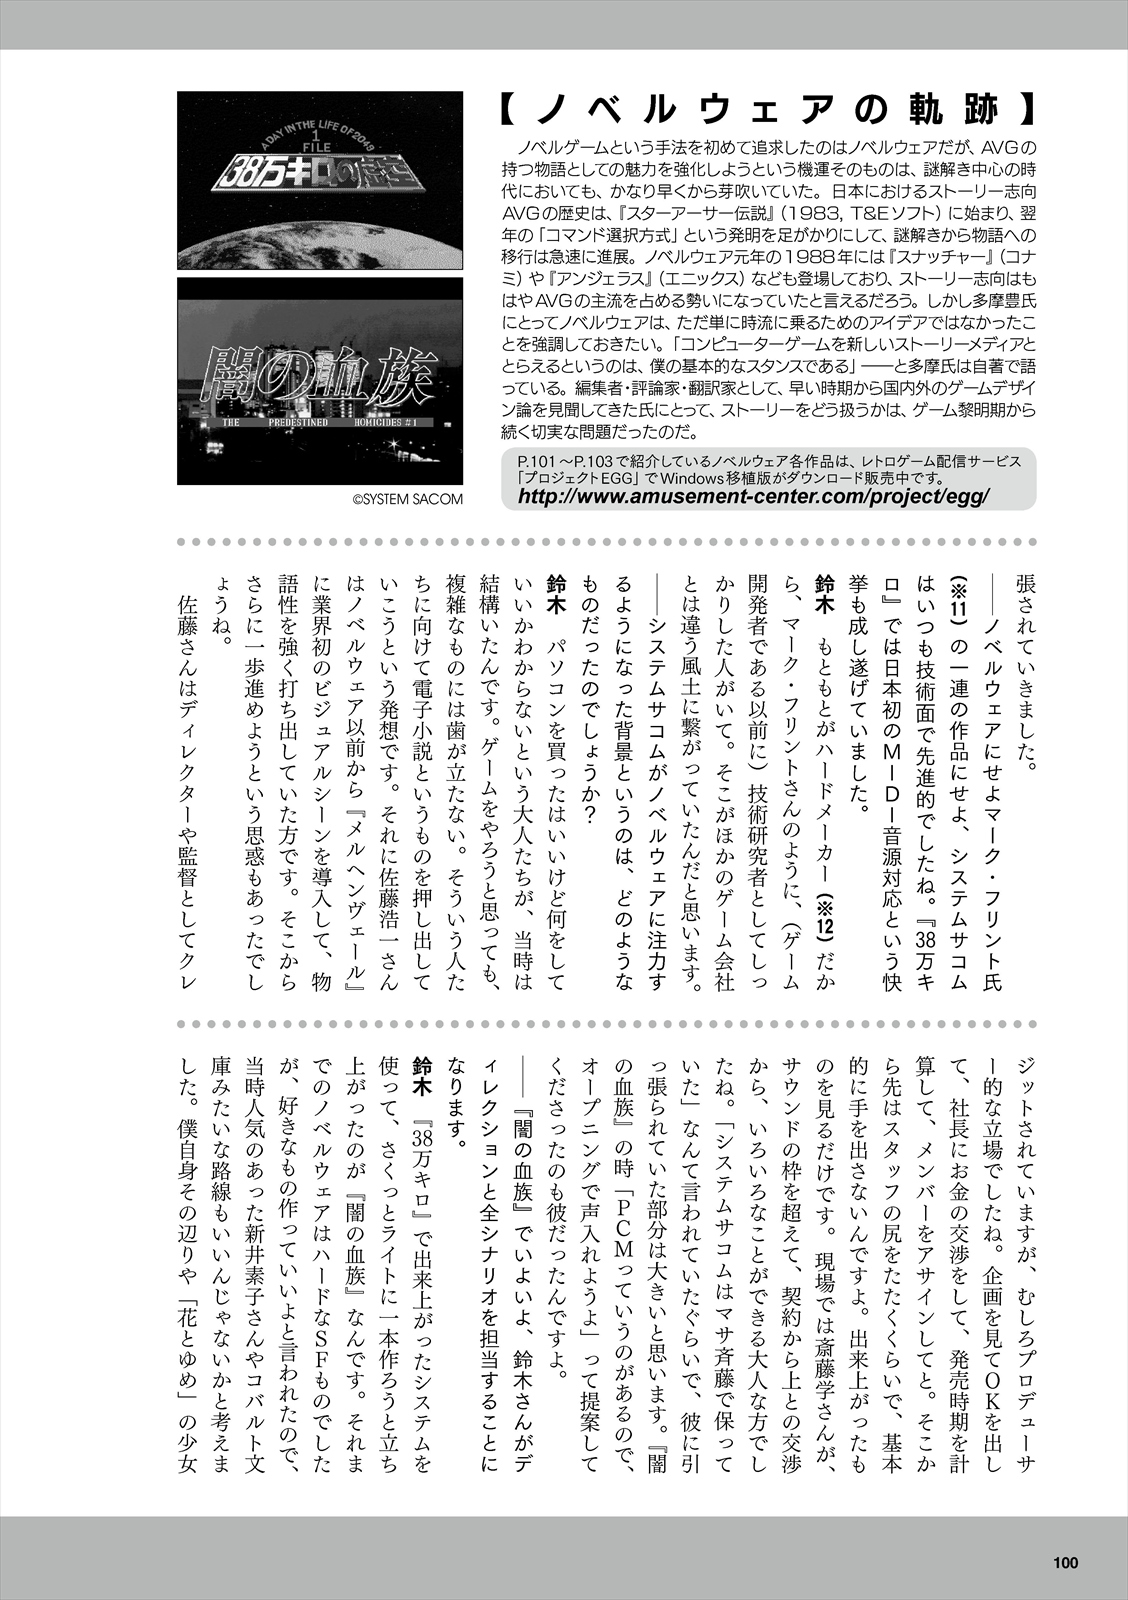 【ノベルウェアの軌跡】
A DAY IN THE LIFE OF 2049
1
FILE
38万キロの虚空
闇の血族
THE PREDESTINED HOMICIDES #1
©SYSTEM SACOM
ノベルゲームという手法を初めて追求したのはノベルウェアだが、AVGの
持つ物語としての魅力を強化しようという機運そのものは、謎解き中心の時
代においても、かなり早くから芽吹いていた。日本におけるストーリー志向
AVGの歴史は、『スターアーサー伝説』（1983, T&Eソフト）に始まり、翌
年の「コマンド選択方式」という発明を足がかりにして、謎解きから物語への
移行は急速に進展。ノベルウェア元年の1988年には『スナッチャー』（コナ
ミ）や『アンジェラス』（エニックス）なども登場しており、ストーリー志向はも
はやAVGの主流を占める勢いになっていたと言えるだろう。しかし多摩豊氏
にとってノベルウェアは、ただ単に時流に乗るためのアイデアではなかったこ
とを強調しておきたい。「コンピューターゲームを新しいストーリーメディアと
とらえるというのは、僕の基本的なスタンスである」――と多摩氏は自著で語
っている。編集者・評論家・翻訳家として、早い時期から国内外のゲームデザイ
ン論を見聞してきた氏にとって、ストーリーをどう扱うかは、ゲーム黎明期から
続く切実な問題だったのだ。
P.101～P.103で紹介しているノベルウェア各作品は、レトロゲーム配信サービス
「プロジェクトEGG」でWindows移植版がダウンロード販売中です。
http://www.amusement-center.com/project/egg/
張されていきました。
――ノベルウェアにせよマーク・フリント氏
（※11）の一連の作品にせよ、システムサコム
はいつも技術面で先進的でしたね。『38万キ
ロ』では日本初のMIDI音源対応という快
挙も成し遂げていました。
鈴木　もともとがハードメーカー（※12）だか
ら、マーク・フリントさんのように、（ゲーム
開発者である以前に）技術研究者としてしっ
かりした人がいて。そこがほかのゲーム会社
とは違う風土に繋がっていたんだと思います。
――システムサコムがノベルウェアに注力す
るようになった背景というのは、どのような
ものだったのでしょうか？
鈴木　パソコンを買ったはいいけど何をして
いいかわからないという大人たちが、当時は
結構いたんです。ゲームをやろうと思っても、
複雑なものには歯が立たない。そういう人た
ちに向けて電子小説というものを押し出して
いこうという発想です。それに佐藤浩一さん
はノベルウェア以前から『メルヘンヴェール』
に業界初のビジュアルシーンを導入して、物
語性を強く打ち出していた方です。そこから
さらに一歩進めようという思惑もあったでし
ょうね。
　佐藤さんはディレクターや監督としてクレ
ジットされていますが、むしろプロデューサ
ー的な立場でしたね。企画を見てOKを出し
て、社長にお金の交渉をして、発売時期を計
算して、メンバーをアサインしてと。そこか
ら先はスタッフの尻をたたくくらいで、基本
的に手を出さないんですよ。出来上がったも
のを見るだけです。現場では斎藤学さんが、
サウンドの枠を超えて、契約から上との交渉
から、いろいろなことができる大人な方でし
たね。「システムサコムはマサ斉藤で保って
いた」なんて言われていたぐらいで、彼に引
っ張られていた部分は大きいと思います。『闇
の血族』の時「PCMっていうのがあるので、
オープニングで声入れようよ」って提案して
くださったのも彼だったんですよ。
――『闇の血族』でいよいよ、鈴木さんがデ
ィレクションと全シナリオを担当することに
なります。
鈴木　『38万キロ』で出来上がったシステムを
使って、さくっとライトに一本作ろうと立ち
上がったのが『闇の血族』なんです。それま
でのノベルウェアはハードなSFものでした
が、好きなもの作っていいよと言われたので、
当時人気のあった新井素子さんやコバルト文
庫みたいな路線もいいんじゃないかと考えま
した。僕自身その辺りや「花とゆめ」の少女
100